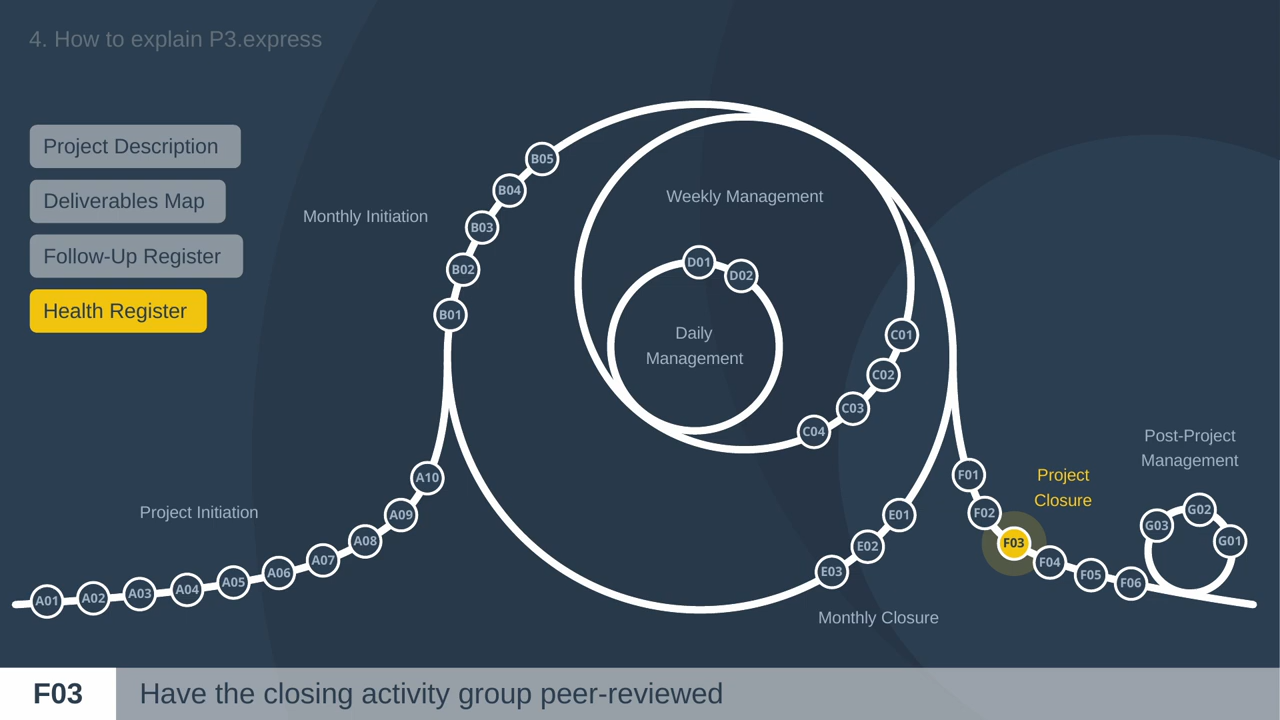 4. How to explain P3.express
Project Description
Deliverables Map
Follow-Up Register
Health Register
Monthly Initiation
B05
B04
B03
B02
B01
Weekly Management
D01
D02
Daily
Management
C01
C02
C03
C04
Project Initiation
A01
A02
A03
A04
A05
A06
A07
A08
A09
A10
E01
E02
E03
Monthly Closure
F01
F02
F03
F04
F05
F06
Project
Closure
Post-Project
Management
G03
G02
G01
F03
Have the closing activity group peer-reviewed